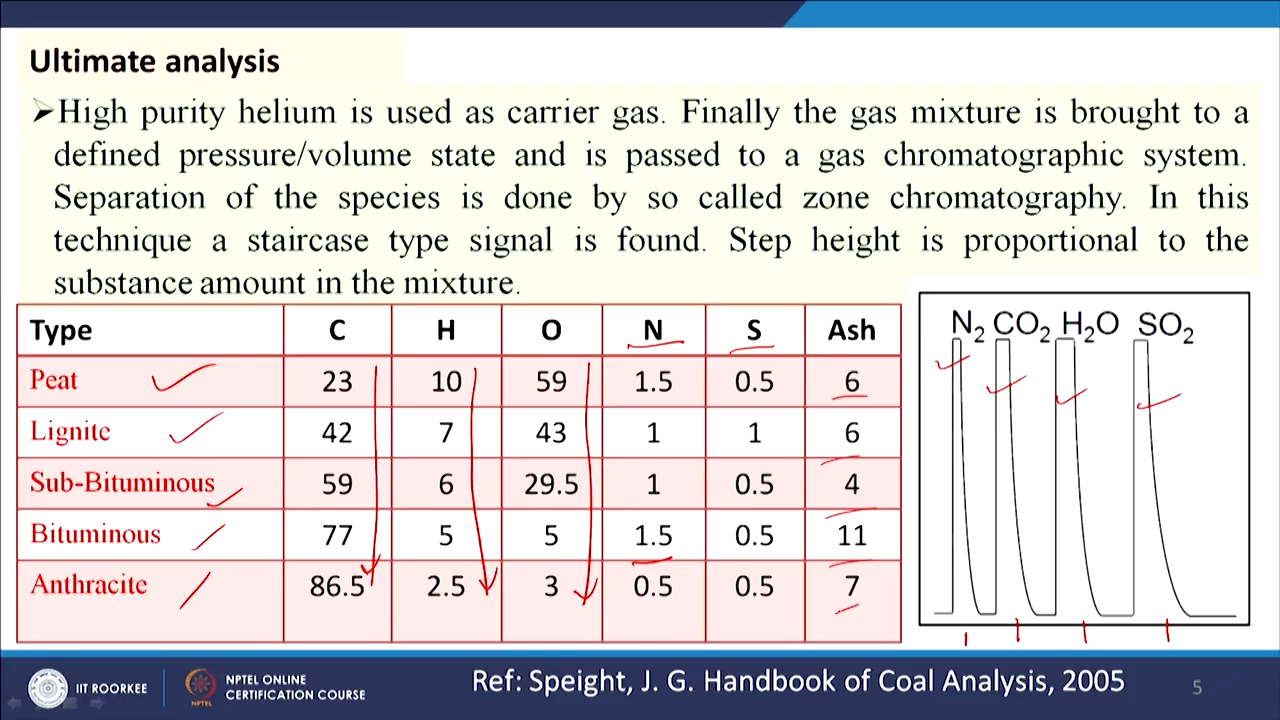 Ultimate analysis
➢High purity helium is used as carrier gas. Finally the gas mixture is brought to a
defined pressure/volume state and is passed to a gas chromatographic system.
Separation of the species is done by so called zone chromatography. In this
technique a staircase type signal is found. Step height is proportional to the
substance amount in the mixture.
Type C H O N S Ash
Peat 23 10 59 1.5 0.5 6
Lignite 42 7 43 1 1 6
Sub-Bituminous 59 6 29.5 1 0.5 4
Bituminous 77 5 5 1.5 0.5 11
Anthracite 86.5 2.5 3 0.5 0.5 7
N₂ CO₂ H₂O SO₂
IIT ROORKEE
NPTEL
NPTEL ONLINE
CERTIFICATION COURSE
Ref: Speight, J. G. Handbook of Coal Analysis, 2005
5